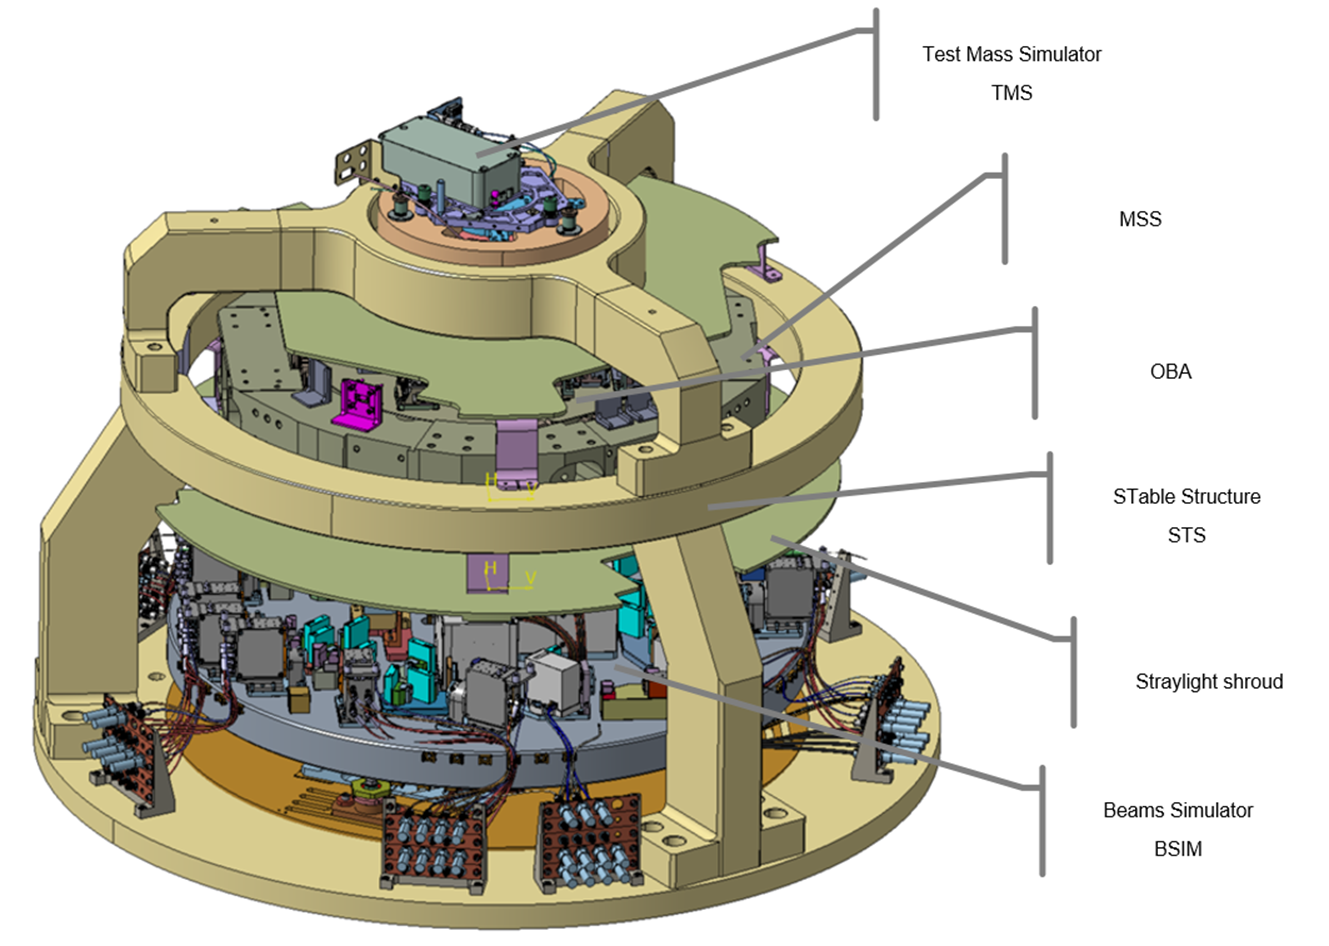 Test Mass Simulator
TMS
MSS
OBA
STable Structure
STS
Straylight shroud
Beams Simulator
BSIM
H
V
H
V